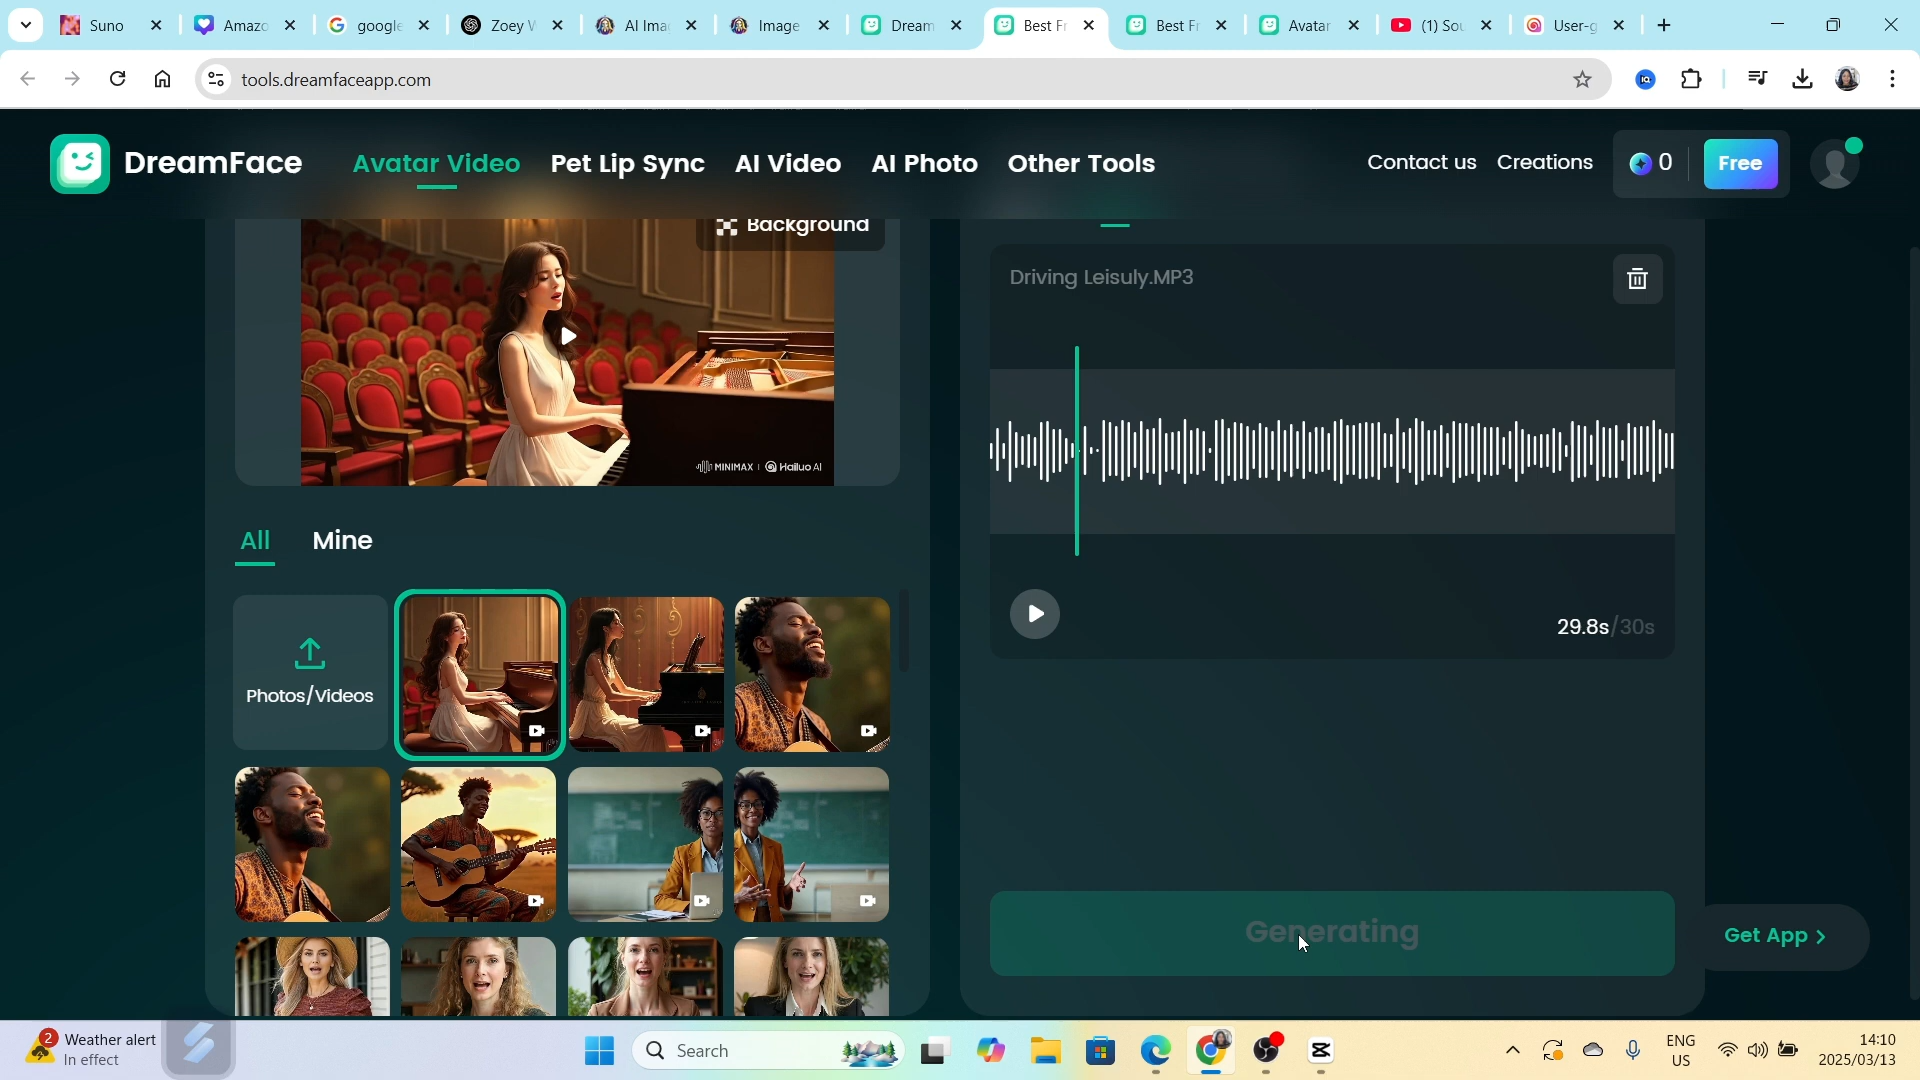 Suno
Amazo
google
Zoey W
AI Ima
Image
Dream
Best Fr
Best Fr
Avatar
(1) Sou
User-g
tools.dreamfaceapp.com
DreamFace
Avatar Video
Pet Lip Sync
AI Video
AI Photo
Other Tools
Contact us
Creations
0
Free
Background
MINIMAX | Hailuo AI
Driving Leisuly.MP3
29.8s/30s
All
Mine
Photos/Videos
Generating
Get App >
2
Weather alert
In effect
Search
ENG
US
14:10
2025/03/13